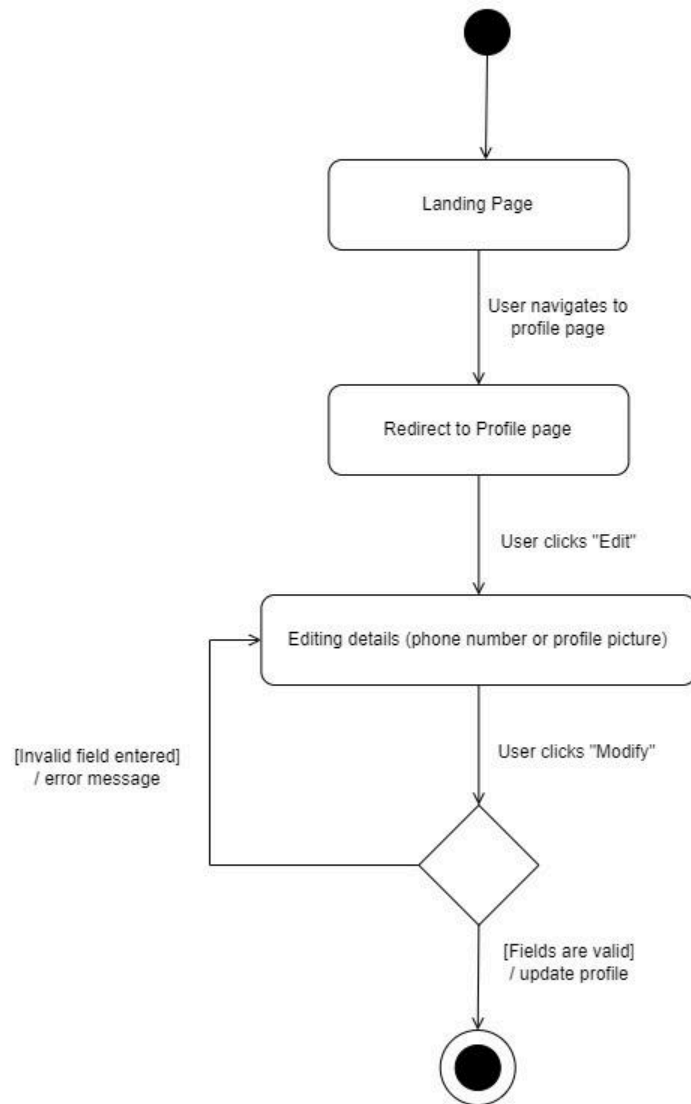 Landing Page
User navigates to
profile page
Redirect to Profile page
User clicks "Edit"
Editing details (phone number or profile picture)
User clicks "Modify"
[Invalid field entered]
/ error message
[Fields are valid]
/ update profile